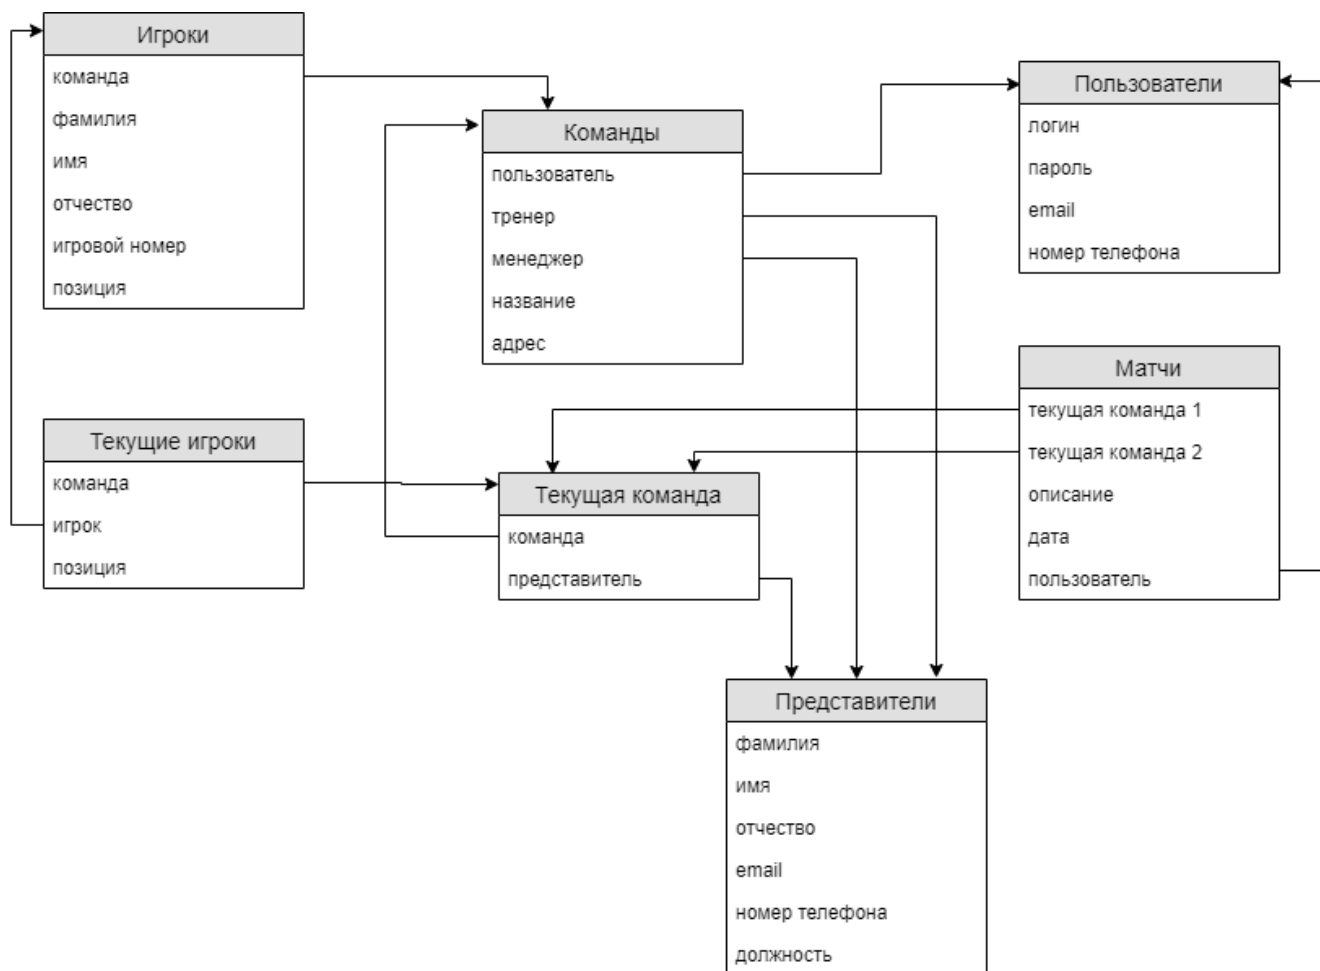 Игроки
команда
фамилия
имя
отчество
игровой номер
позиция
Команды
пользователь
тренер
менеджер
название
адрес
Пользователи
логин
пароль
email
номер телефона
Матчи
текущая команда 1
текущая команда 2
описание
дата
пользователь
Текущие игроки
команда
игрок
позиция
Текущая команда
команда
представитель
Представители
фамилия
имя
отчество
email
номер телефона
должность